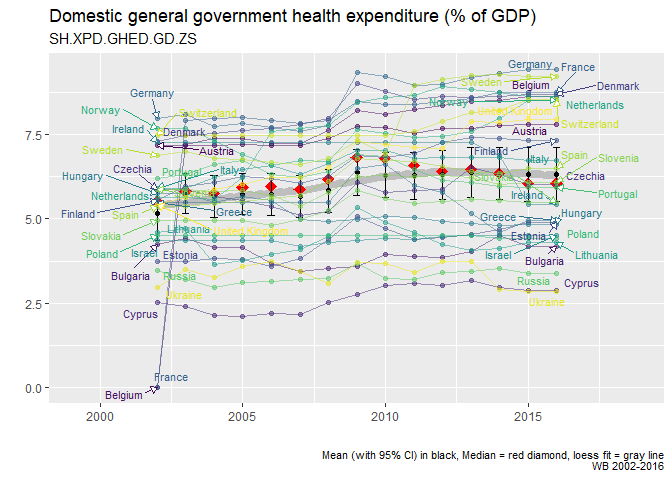 Domestic general government health expenditure (% of GDP)
SH.XPD.GHED.GD.ZS
Germany
France
Denmark
Belgium
Sweden
Netherlands
Norway
United Kingdom
Switzerland
Austria
Finland
Italy
Spain
Slovenia
Czechia
Portugal
Ireland
Greece
Hungary
Estonia
Poland
Israel
Lithuania
Bulgaria
Russia
Cyprus
Ukraine
Germany
Norway
Switzerland
Ireland
Denmark
Sweden
Austria
Czechia
Portugal
Italy
Hungary
Netherlands
Finland
Spain
Greece
Lithuania
United Kingdom
Slovakia
Poland
Israel
Estonia
Bulgaria
Russia
Ukraine
Cyprus
France
Belgium
7.5
5.0
2.5
0.0
2000
2005
2010
2015
Mean (with 95% CI) in black, Median = red diamond, loess fit = gray line
WB 2002-2016